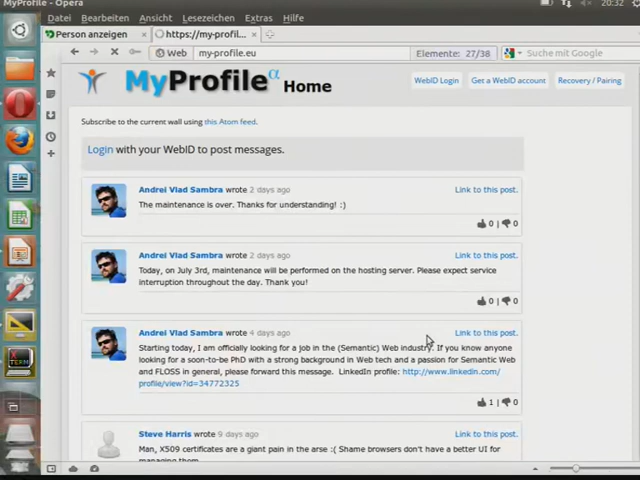 MyProfile - Opera
20:32
Datei Bearbeiten Ansicht Lesezeichen Extras Hilfe
Person anzeigen
https://my-profil...
Web my-profile.eu Elemente: 27/38 Suche mit Google
MyProfile α Home
WebID Login Get a WebID account Recovery / Pairing
Subscribe to the current wall using this Atom feed.
Login with your WebID to post messages.
Andrei Vlad Sambra wrote 2 days ago Link to this post.
The maintenance is over. Thanks for understanding! :)
0 | 0
Andrei Vlad Sambra wrote 2 days ago Link to this post.
Today, on July 3rd, maintenance will be performed on the hosting server. Please expect service
interruption throughout the day. Thank you!
0 | 0
Andrei Vlad Sambra wrote 4 days ago Link to this post.
Starting today, I am officially looking for a job in the (Semantic) Web industry. If you know anyone
looking for a soon-to-be PhD with a strong background in Web tech and a passion for Semantic Web
and FLOSS in general, please forward this message. LinkedIn profile: http://www.linkedin.com/
profile/view?id=34772325
1 | 0
Steve Harris wrote 9 days ago Link to this post.
Man, X509 certificates are a giant pain in the arse :( Shame browsers don't have a better UI for
managing them